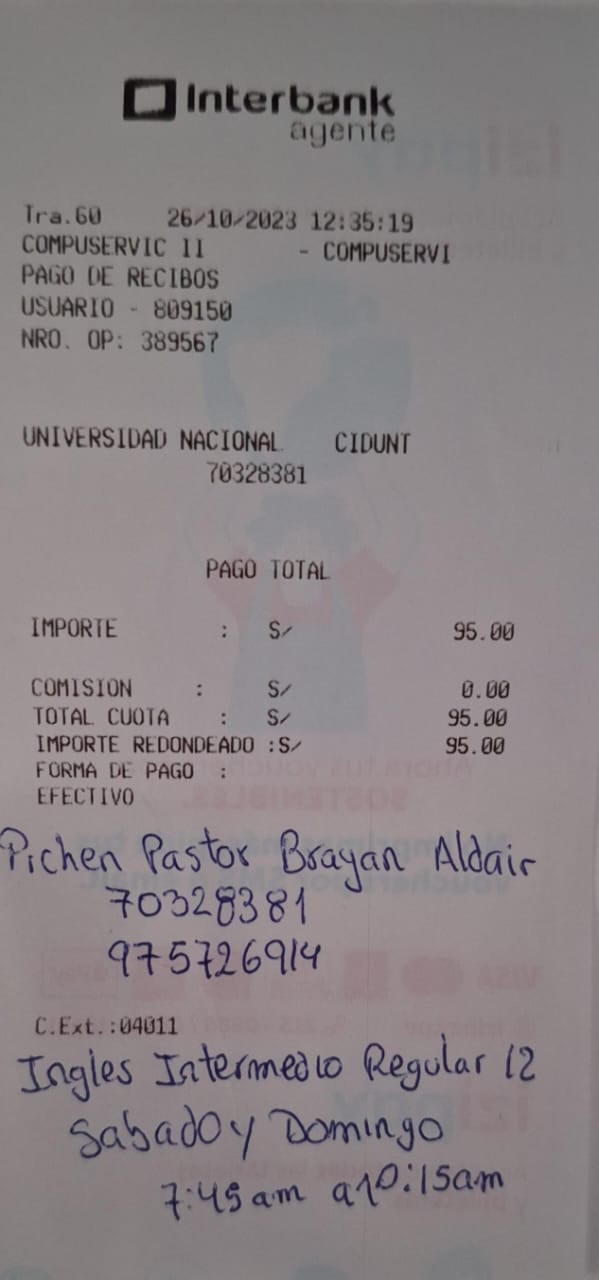 Interbank
agente
Tra.60 26/10/2023 12:35:19
COMPUSERVIC II - COMPUSERVI
PAGO DE RECIBOS
USUARIO - 809150
NRO. OP: 389567
UNIVERSIDAD NACIONAL CIDUNT
70328381
PAGO TOTAL
IMPORTE : S/ 95.00
COMISION : S/ 0.00
TOTAL CUOTA : S/ 95.00
IMPORTE REDONDEADO :S/ 95.00
FORMA DE PAGO :
EFECTIVO
Pichen Pastor Brayan Aldair
70328381
975726914
C.Ext.:04011
Ingles Intermedio Regular 12
Sabado y Domingo
7:45am a 10:15am